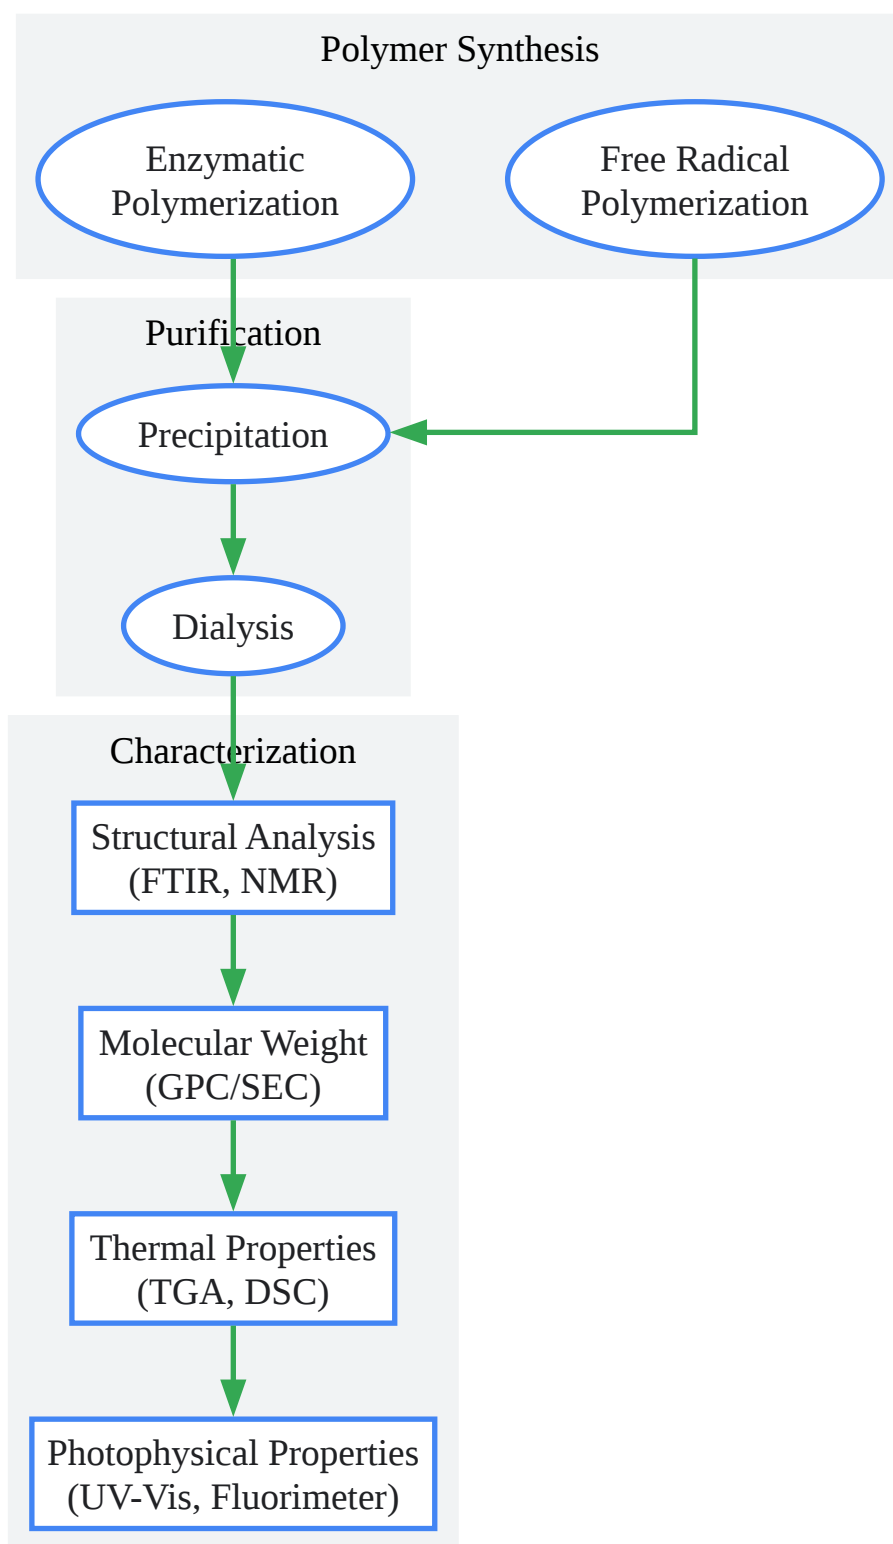 Polymer Synthesis
Enzymatic
Polymerization
Free Radical
Polymerization
Purification
Precipitation
Dialysis
Characterization
Structural Analysis
(FTIR, NMR)
Molecular Weight
(GPC/SEC)
Thermal Properties
(TGA, DSC)
Photophysical Properties
(UV-Vis, Fluorimeter)